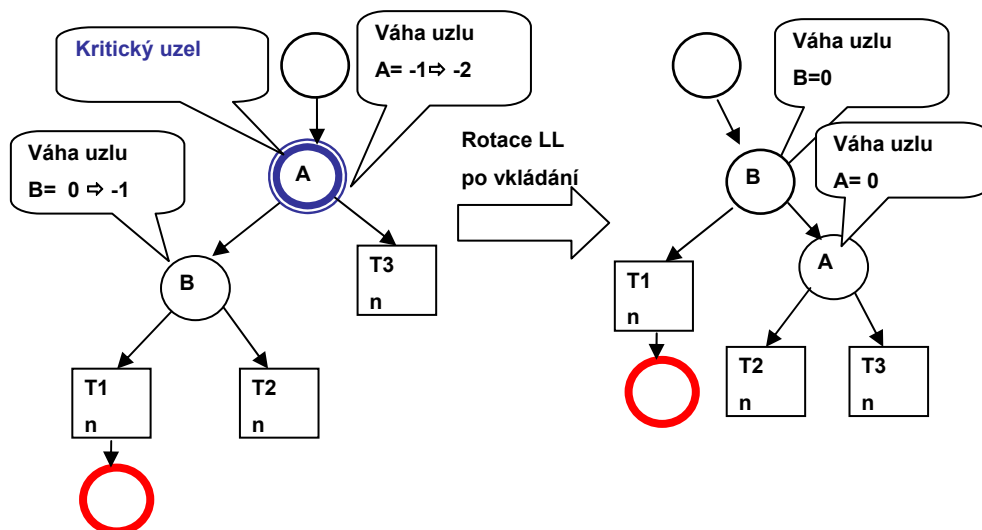 Kritický uzel
Váha uzlu
A= -1⇨ -2
Váha uzlu
B= 0 ⇨ -1
A
B
T3
n
T1
n
T2
n
Rotace LL
po vkládání
Váha uzlu
B=0
Váha uzlu
A= 0
B
A
T1
n
T2
n
T3
n